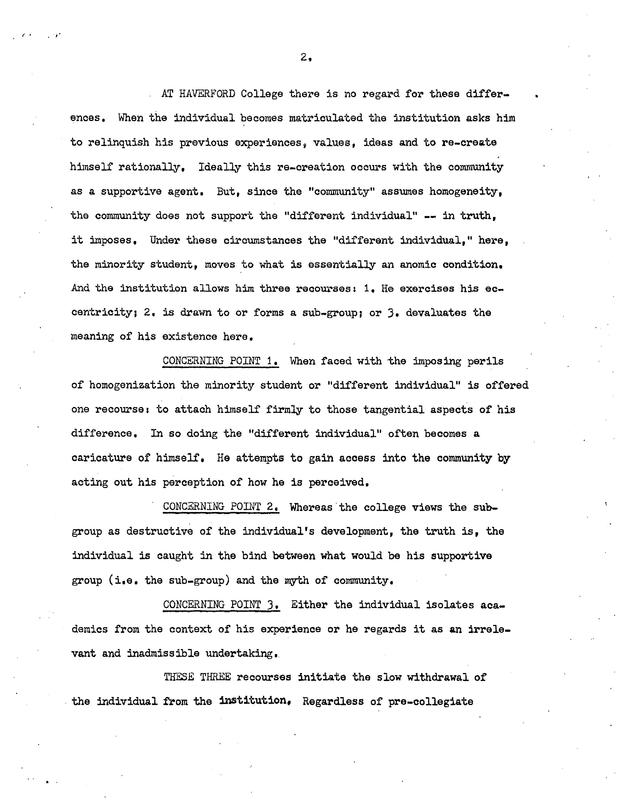 2.
AT HAVERFORD College there is no regard for these differ-
ences. When the individual becomes matriculated the institution asks him
to relinquish his previous experiences, values, ideas and to re-create
himself rationally. Ideally this re-creation occurs with the community
as a supportive agent. But, since the "community" assumes homogeneity,
the community does not support the "different individual" -- in truth,
it imposes. Under these circumstances the "different individual," here,
the minority student, moves to what is essentially an anomic condition.
And the institution allows him three recourses: 1. He exercises his ec-
centricity; 2. is drawn to or forms a sub-group; or 3. devaluates the
meaning of his existence here.
CONCERNING POINT 1. When faced with the imposing perils
of homogenization the minority student or "different individual" is offered
one recourse: to attach himself firmly to those tangential aspects of his
difference. In so doing the "different individual" often becomes a
caricature of himself. He attempts to gain access into the community by
acting out his perception of how he is perceived.
CONCERNING POINT 2. Whereas the college views the sub-
group as destructive of the individual's development, the truth is, the
individual is caught in the bind between what would be his supportive
group (i.e. the sub-group) and the myth of community.
CONCERNING POINT 3. Either the individual isolates aca-
demics from the context of his experience or he regards it as an irrele-
vant and inadmissible undertaking.
THESE THREE recourses initiate the slow withdrawal of
the individual from the institution. Regardless of pre-collegiate